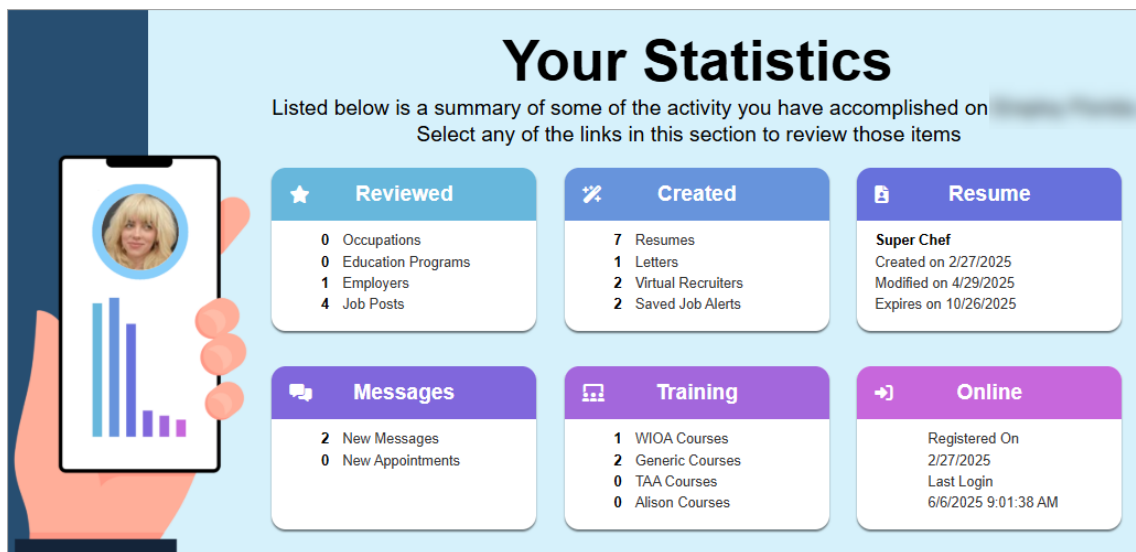 Your Statistics
Listed below is a summary of some of the activity you have accomplished on
Select any of the links in this section to review those items
Reviewed
0 Occupations
0 Education Programs
1 Employers
4 Job Posts
Created
7 Resumes
1 Letters
2 Virtual Recruiters
2 Saved Job Alerts
Resume
Super Chef
Created on 2/27/2025
Modified on 4/29/2025
Expires on 10/26/2025
Messages
2 New Messages
0 New Appointments
Training
1 WIOA Courses
2 Generic Courses
0 TAA Courses
0 Alison Courses
Online
Registered On
2/27/2025
Last Login
6/6/2025 9:01:38 AM